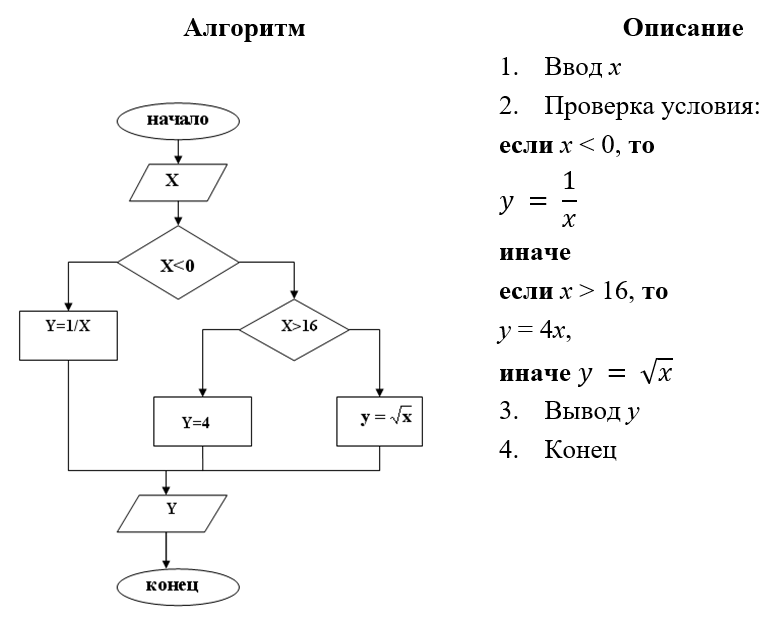 Алгоритм
начало
X
X<0
Y=1/X
X>16
Y=4
y = √x
Y
конец
Описание
1. Ввод x
2. Проверка условия:
если x < 0, то
y = 1/x
иначе
если x > 16, то
y = 4x,
иначе y = √x
3. Вывод y
4. Конец